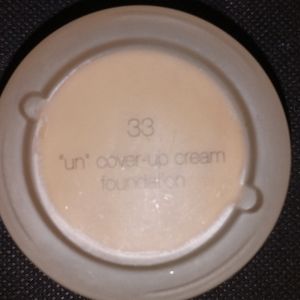 33
"un" cover-up cream
foundation